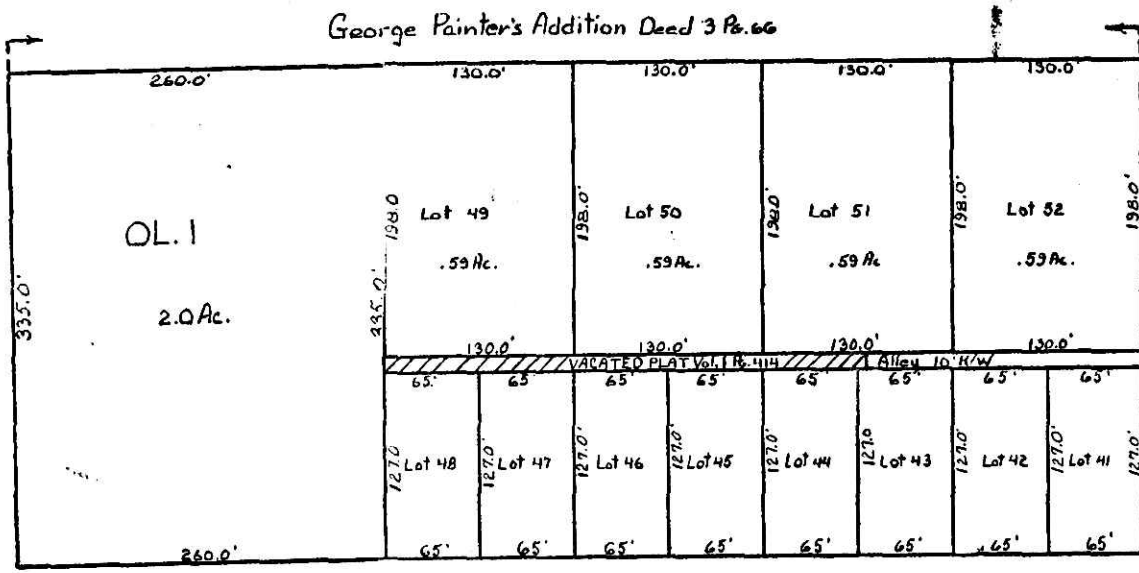 George Painter's Addition Deed 3 Pg. 66
260.0' 130.0' 130.0' 130.0' 130.0'
335.0' OL. 1 198.0 Lot 49 198.0' Lot 50 198.0' Lot 51 198.0' Lot 52 198.0'
2.0 Ac. 335.0' .59 Ac. .59 Ac. .59 Ac .59 Ac.
130.0' 130.0' 130.0' 130.0'
VACATED PLAT Vol. 1 Pg. 414 Alley 10' R/W
65' 65' 65' 65' 65' 65' 65' 65'
127.0 Lot 48 127.0' Lot 47 127.0' Lot 46 127.0' Lot 45 127.0' Lot 44 127.0 Lot 43 127.0' Lot 42 127.0' Lot 41 127.0'
260.0' 65' 65' 65' 65' 65' 65' 65' 65'